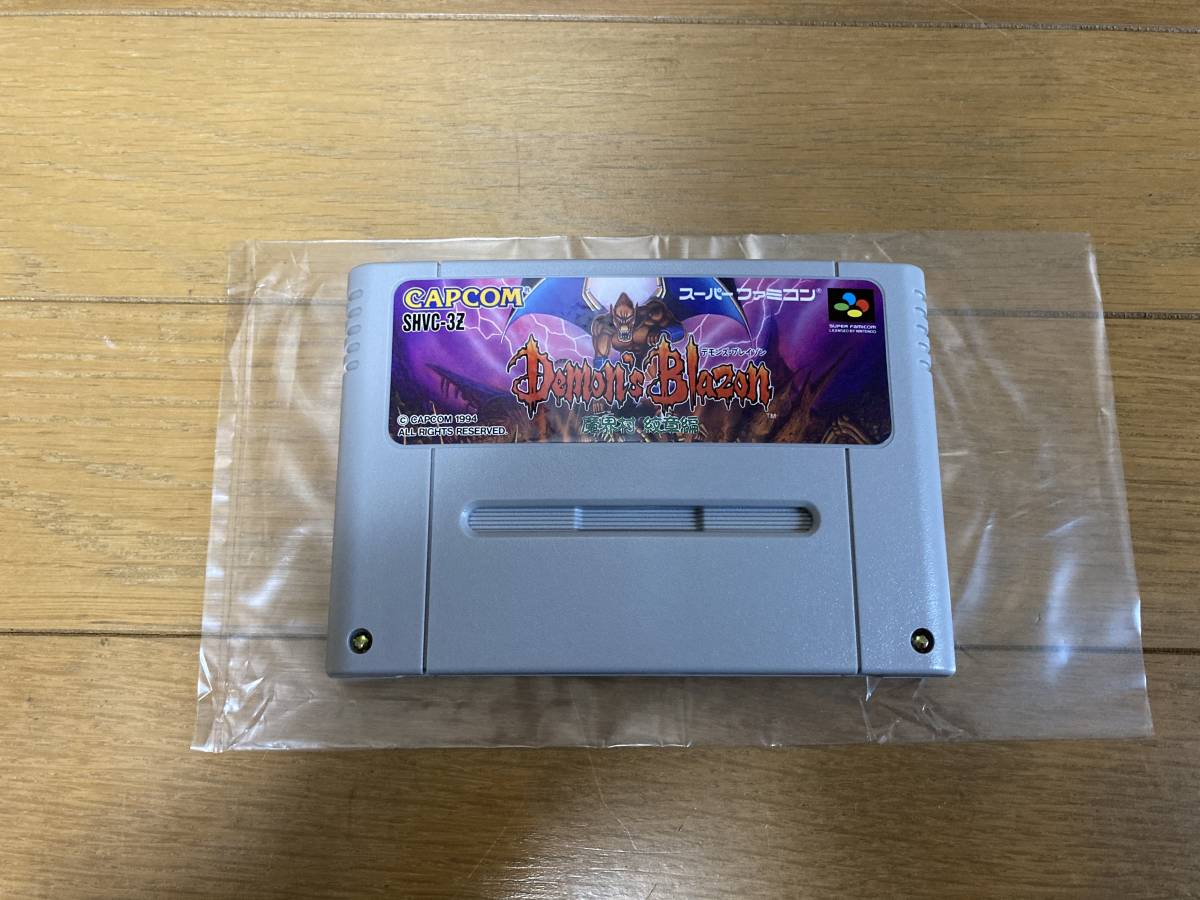 CAPCOM®
SHVC-3Z
スーパーファミコン®
SUPER FAMICOM
LICENSED BY NINTENDO
デモンズ・ブレイゾン
Demon's Blazon™
魔界村 紋章編
© CAPCOM 1994
ALL RIGHTS RESERVED.